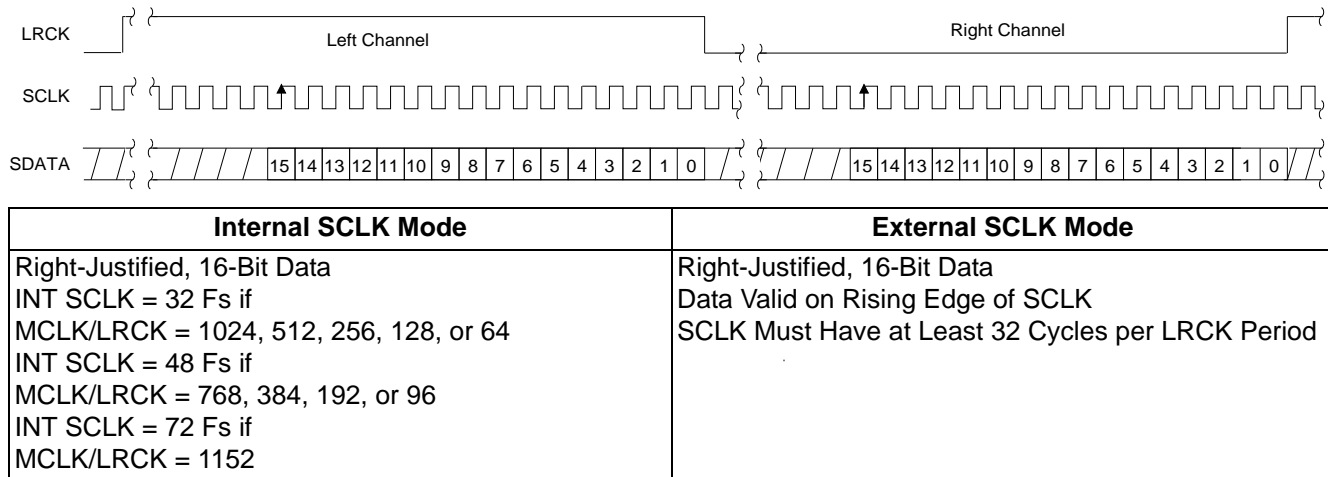 LRCK
Left Channel
Right Channel
SCLK
SDATA
15 14 13 12 11 10 9 8 7 6 5 4 3 2 1 0
15 14 13 12 11 10 9 8 7 6 5 4 3 2 1 0
Internal SCLK Mode
Right-Justified, 16-Bit Data
INT SCLK = 32 Fs if
MCLK/LRCK = 1024, 512, 256, 128, or 64
INT SCLK = 48 Fs if
MCLK/LRCK = 768, 384, 192, or 96
INT SCLK = 72 Fs if
MCLK/LRCK = 1152
External SCLK Mode
Right-Justified, 16-Bit Data
Data Valid on Rising Edge of SCLK
SCLK Must Have at Least 32 Cycles per LRCK Period